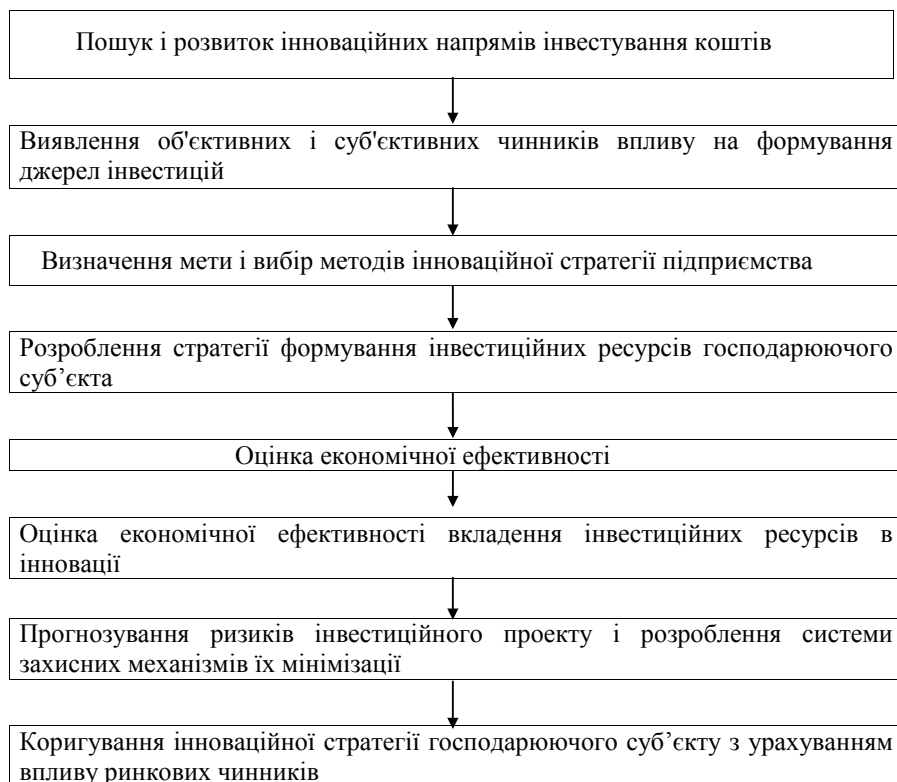 Пошук і розвиток інноваційних напрямів інвестування коштів
Виявлення об'єктивних і суб'єктивних чинників впливу на формування
джерел інвестицій
Визначення мети і вибір методів інноваційної стратегії підприємства
Розроблення стратегії формування інвестиційних ресурсів господарюючого
суб’єкта
Оцінка економічної ефективності
Оцінка економічної ефективності вкладення інвестиційних ресурсів в
інновації
Прогнозування ризиків інвестиційного проекту і розроблення системи
захисних механізмів їх мінімізації
Коригування інноваційної стратегії господарюючого суб’єкту з урахуванням
впливу ринкових чинників